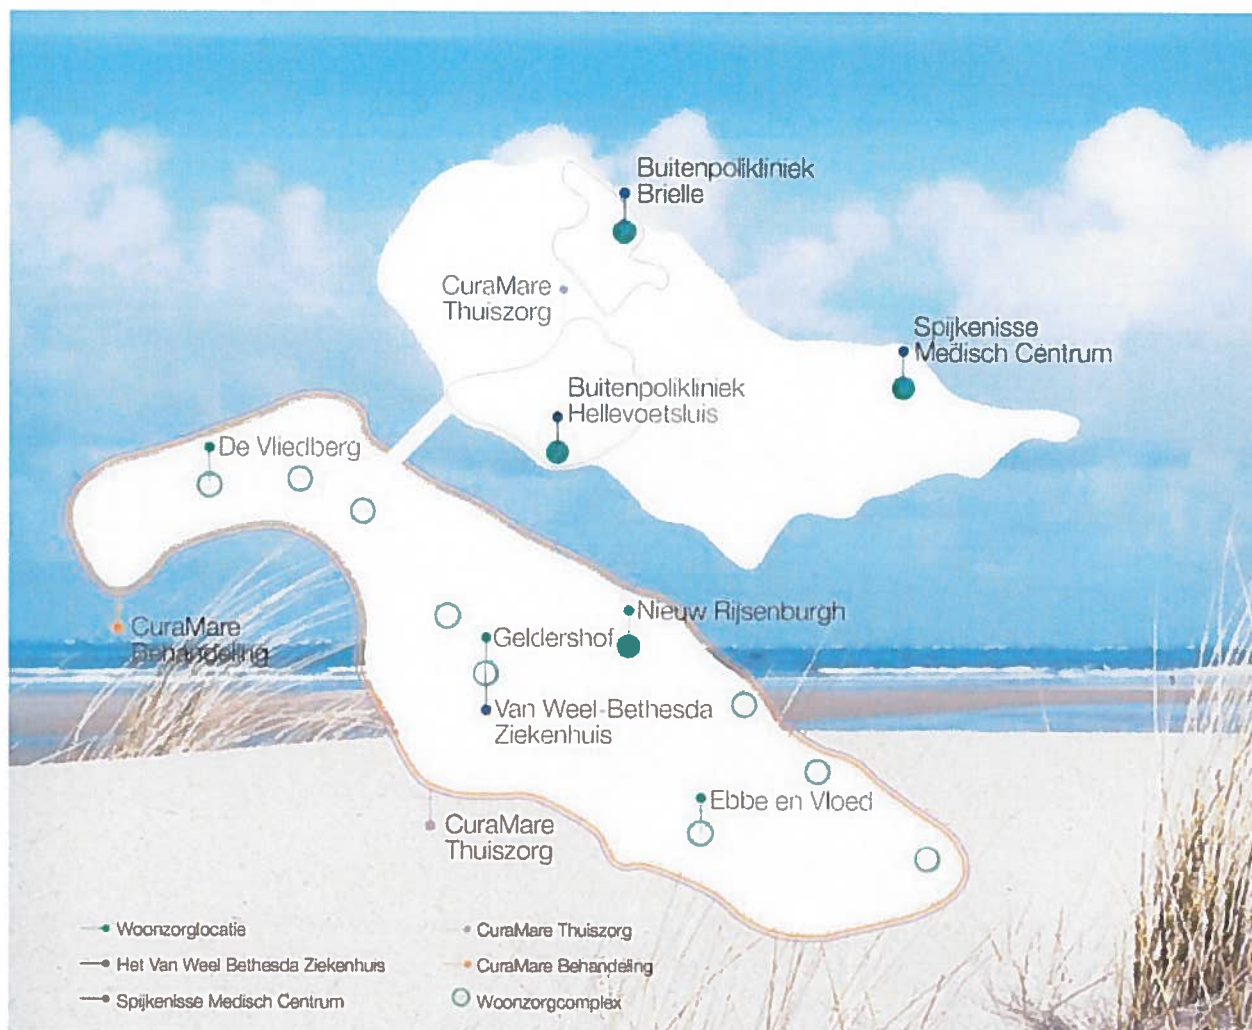 Buitenpolikliniek
Brielle
CuraMare
Thuiszorg
Spijkenisse
Medisch Centrum
Buitenpolikliniek
Hellevoetsluis
De Vliedberg
CuraMare
Behandeling
Nieuw Rijsenburgh
Geldershof
Van Weel-Bethesda
Ziekenhuis
Ebbe en Vloed
CuraMare
Thuiszorg
Woonzorglocatie
Het Van Weel Bethesda Ziekenhuis
Spijkenisse Medisch Centrum
CuraMare Thuiszorg
CuraMare Behandeling
Woonzorgcomplex